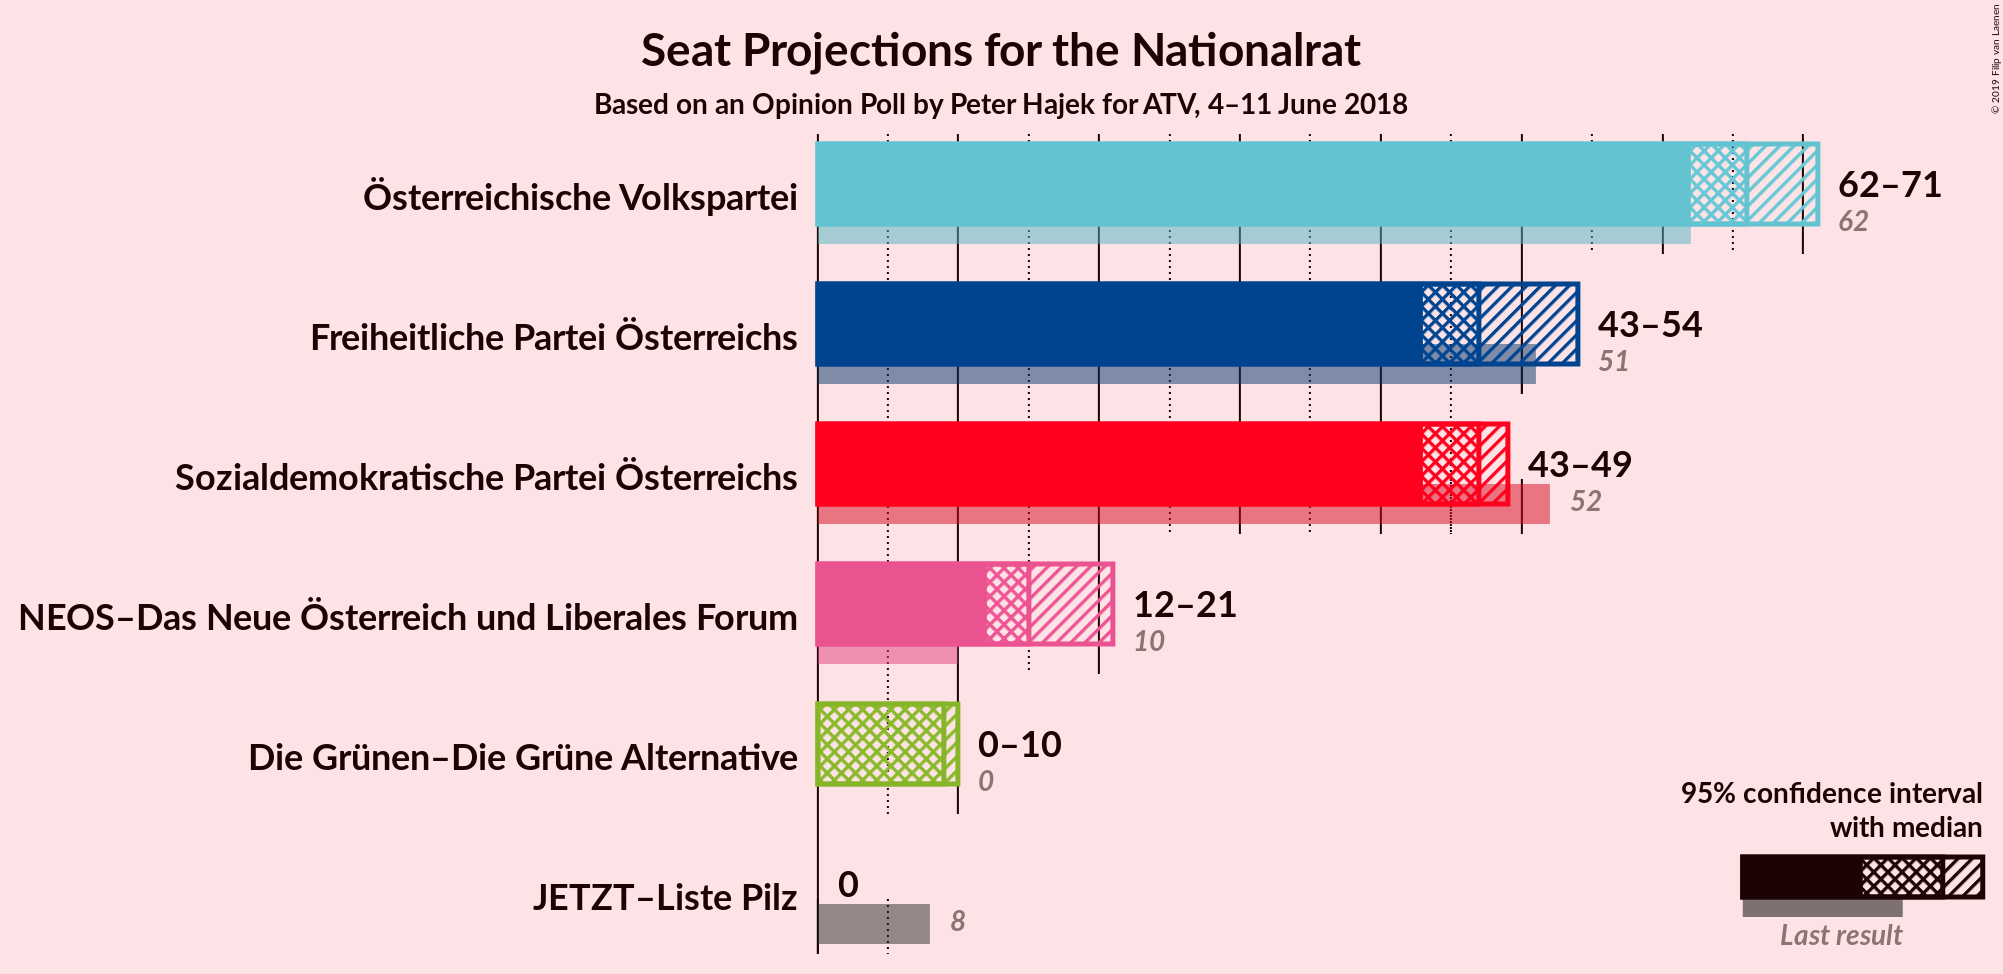 Seat Projections for the Nationalrat
Based on an Opinion Poll by Peter Hajek for ATV, 4–11 June 2018
© 2019 Filip van Laenen
Österreichische Volkspartei
62–71
62
Freiheitliche Partei Österreichs
43–54
51
Sozialdemokratische Partei Österreichs
43–49
52
NEOS–Das Neue Österreich und Liberales Forum
12–21
10
Die Grünen–Die Grüne Alternative
0–10
0
JETZT–Liste Pilz
0
8
95% confidence interval
with median
Last result